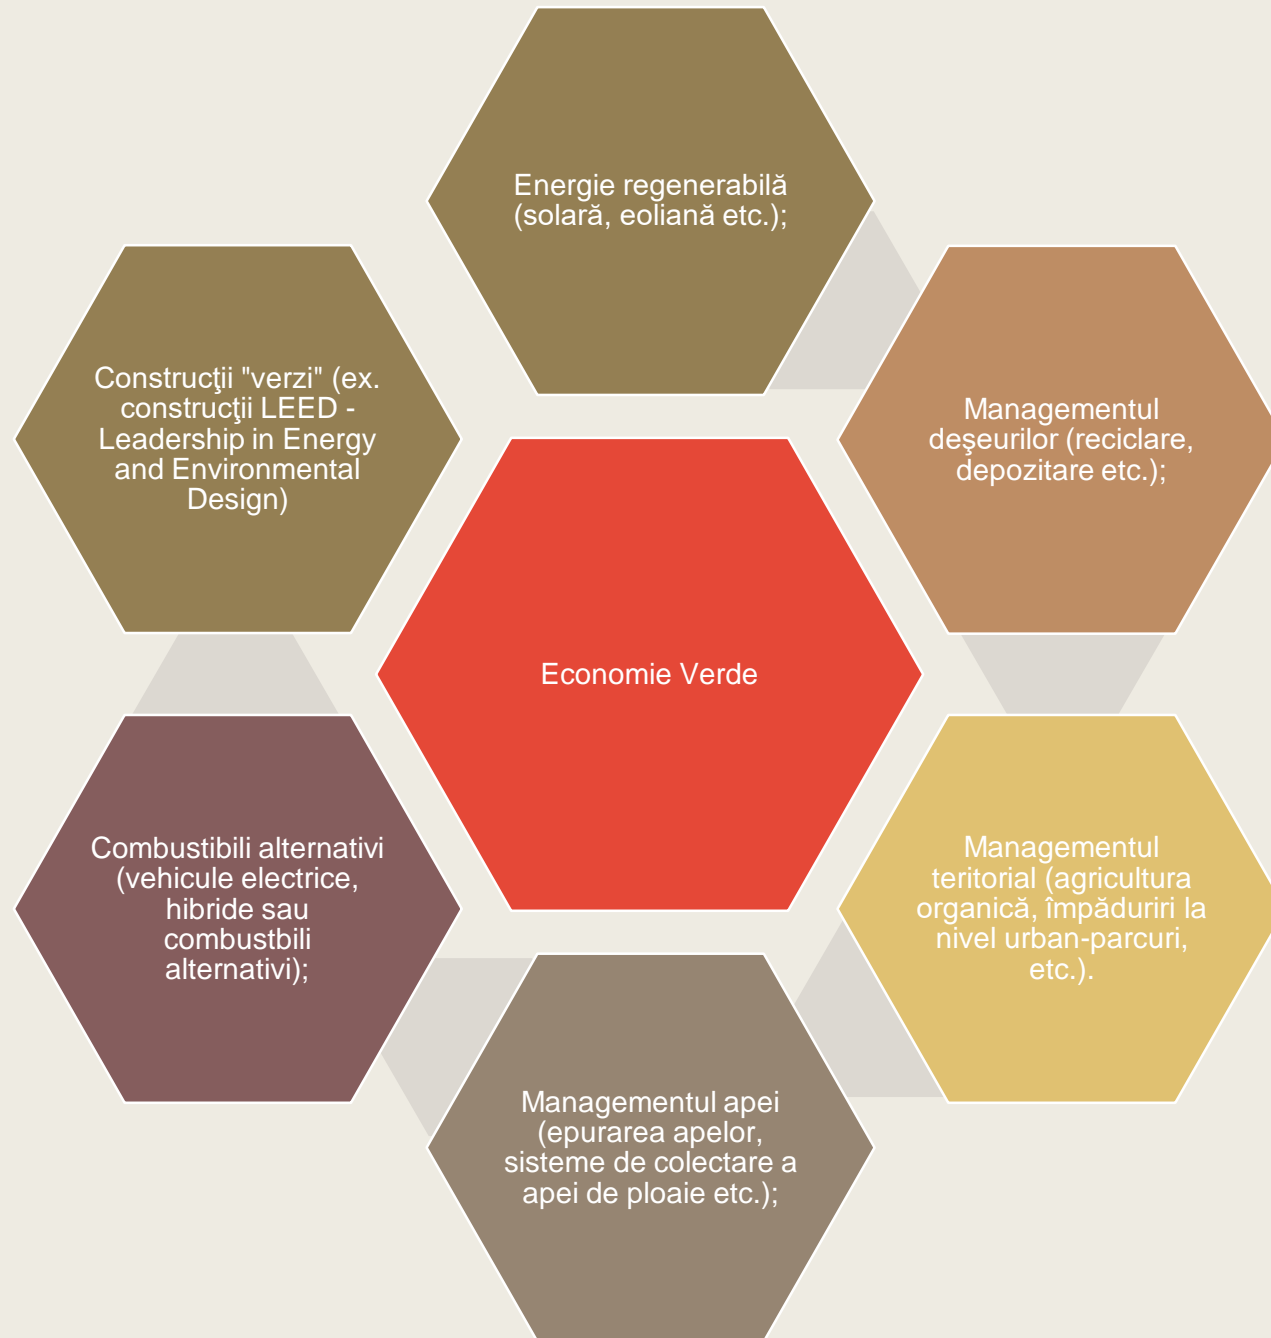 Energie regenerabilă
(solară, eoliană etc.);
Construcţii "verzi" (ex.
construcţii LEED -
Leadership in Energy
and Environmental
Design)
Managementul
deşeurilor (reciclare,
depozitare etc.);
Economie Verde
Combustibili alternativi
(vehicule electrice,
hibride sau
combustbili
alternativi);
Managementul
teritorial (agricultura
organică, împăduriri la
nivel urban-parcuri,
etc.).
Managementul apei
(epurarea apelor,
sisteme de colectare a
apei de ploaie etc.);